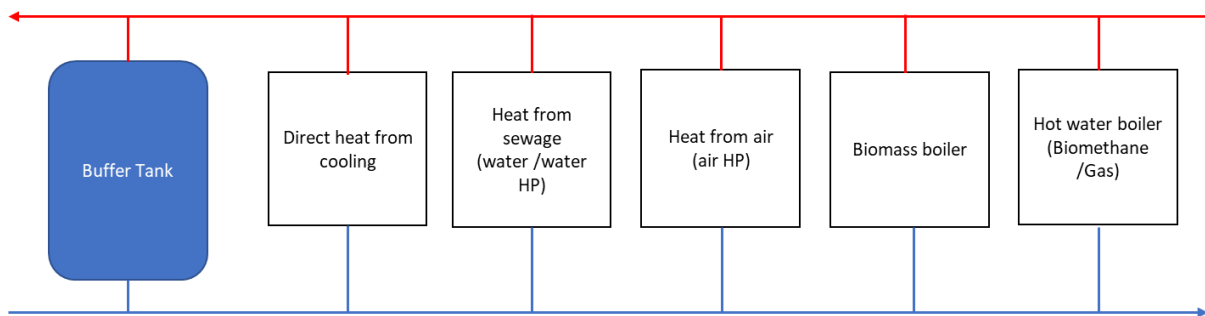 Buffer Tank
Direct heat from
cooling
Heat from
sewage
(water /water
HP)
Heat from air
(air HP)
Biomass boiler
Hot water boiler
(Biomethane
/Gas)